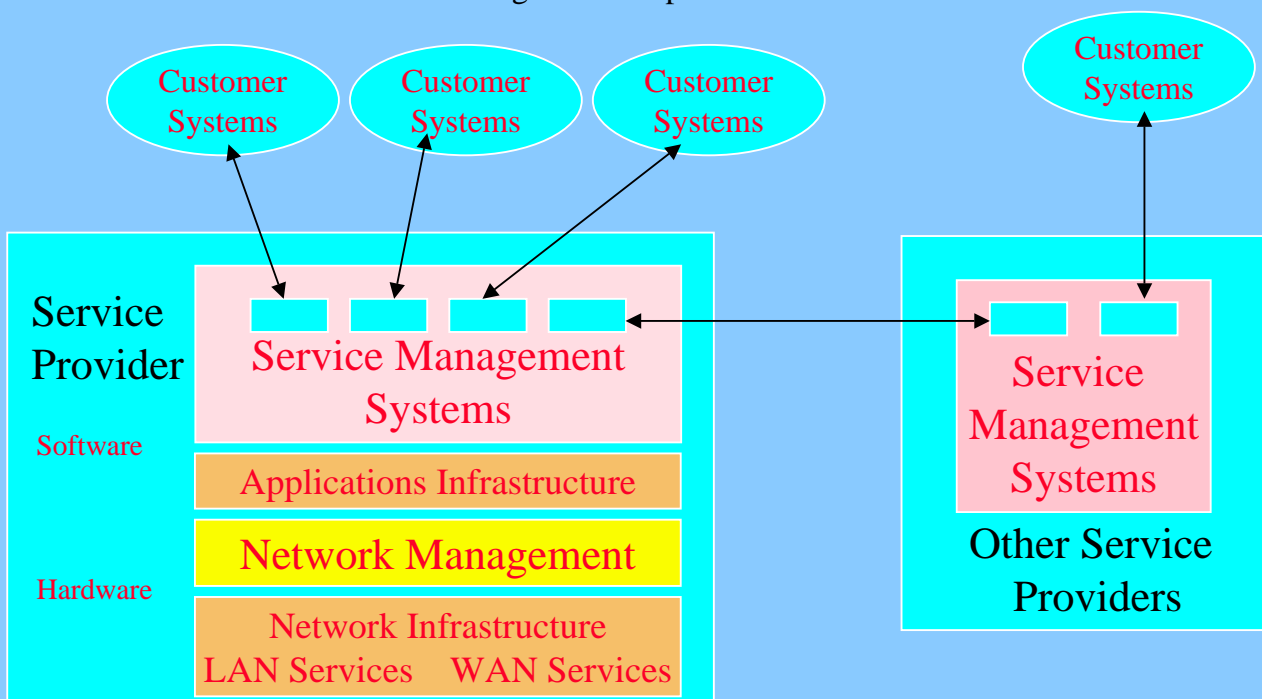 Customer
Systems
Customer
Systems
Customer
Systems
Customer
Systems
Service
Provider
Service Management
Systems
Software
Applications Infrastructure
Network Management
Hardware
Network Infrastructure
LAN Services WAN Services
Service
Management
Systems
Other Service
Providers